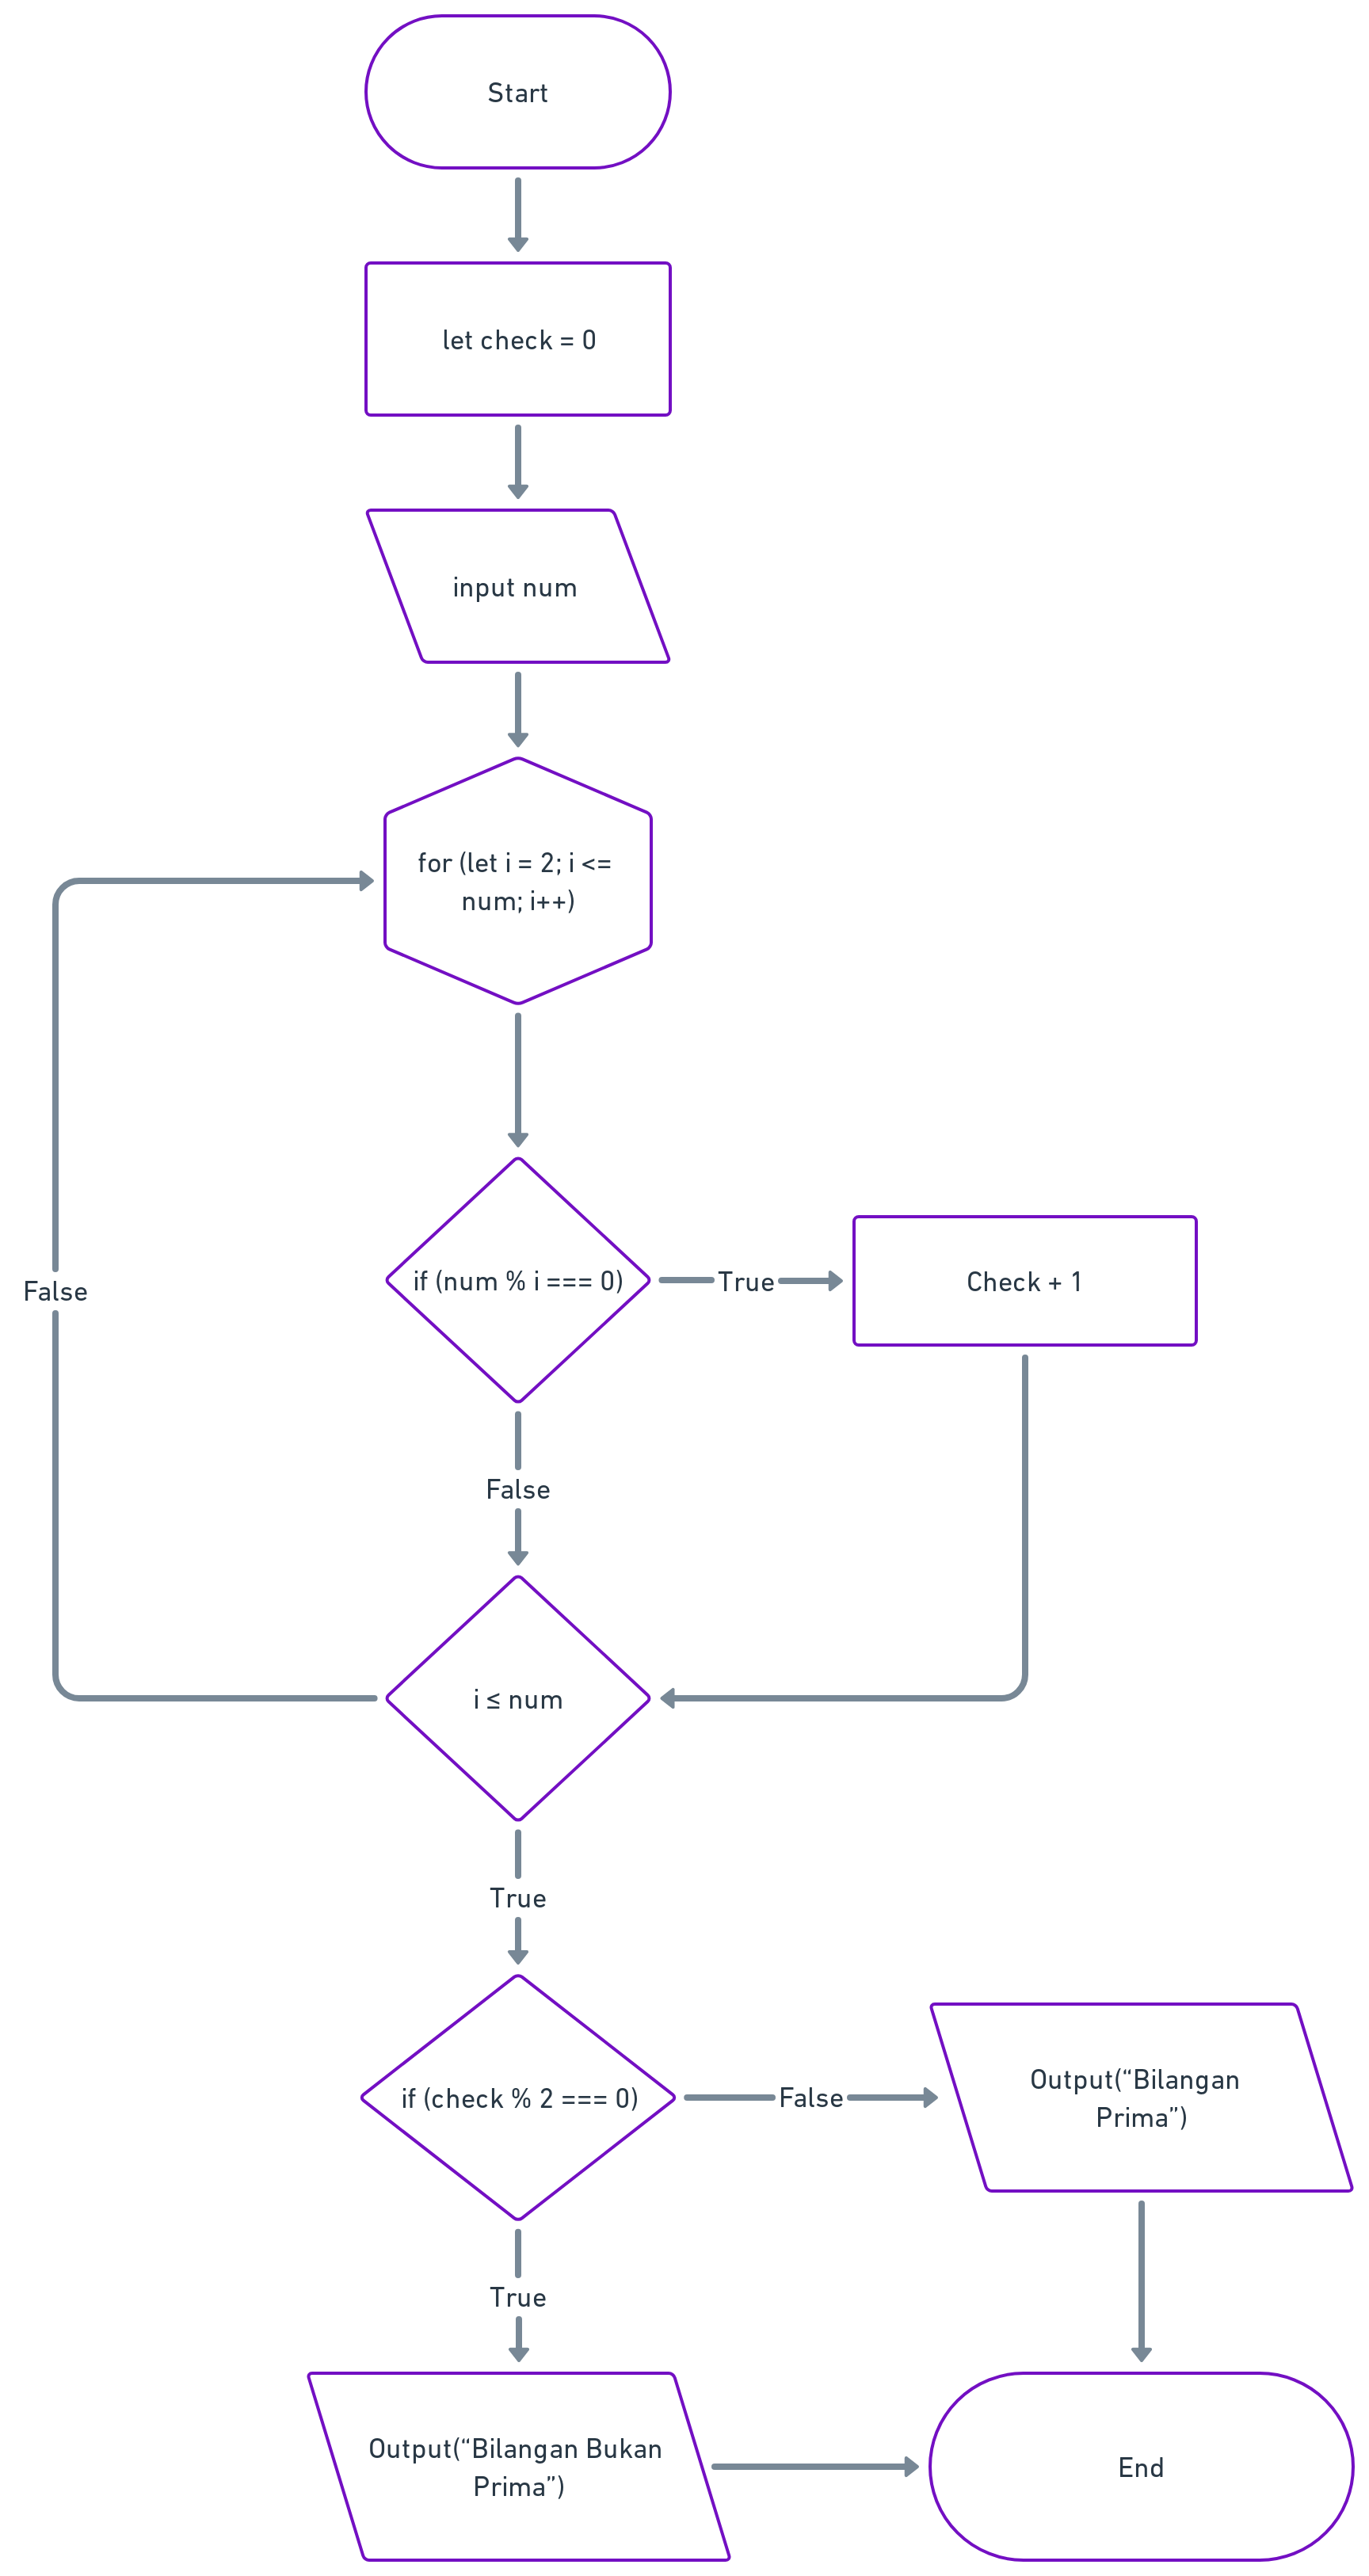 Start
let check = 0
input num
for (let i = 2; i <=
num; i++)
if (num % i === 0)
True
Check + 1
False
False
i ≤ num
True
if (check % 2 === 0)
False
Output(“Bilangan
Prima”)
True
Output(“Bilangan Bukan
Prima”)
End